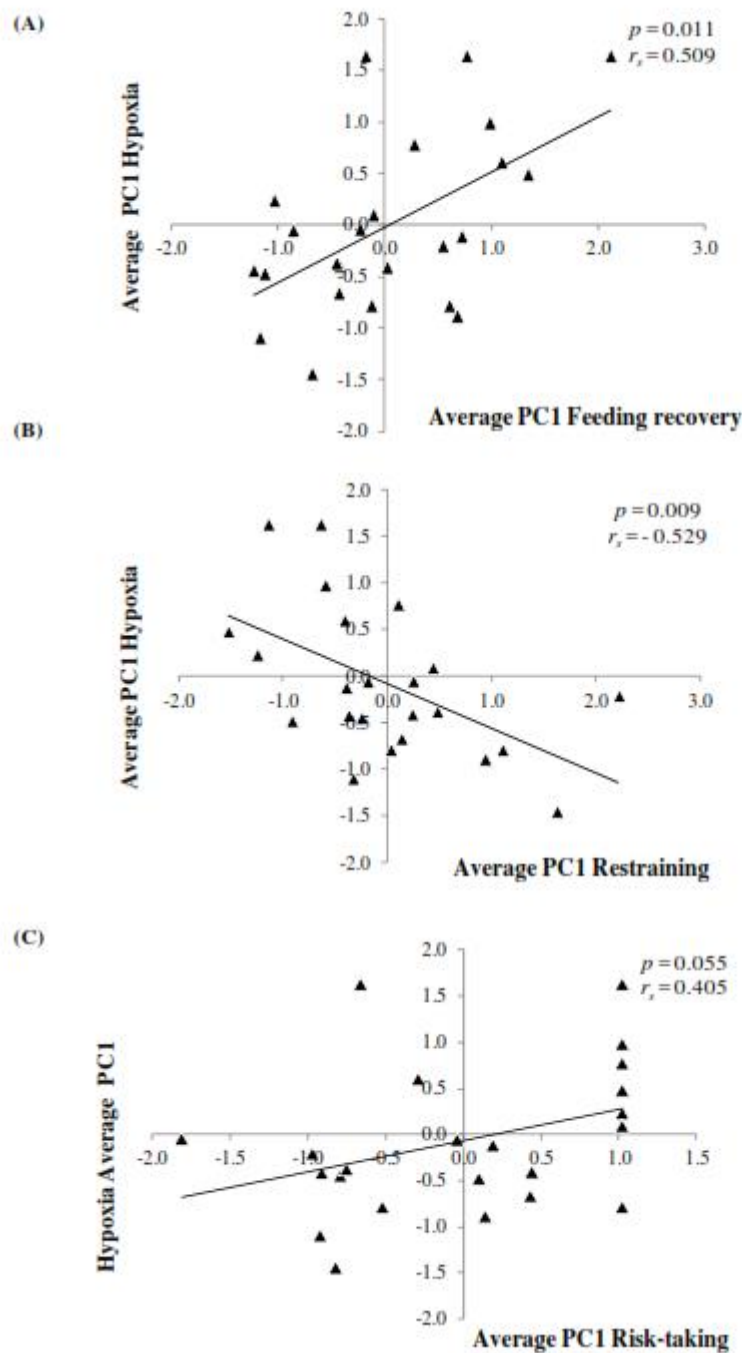 (A)
p = 0.011
r_s = 0.509
Average PC1 Hypoxia
2.0
1.5
1.0
0.5
0.0
-0.5
-1.0
-1.5
-2.0
-2.0 -1.0 0.0 1.0 2.0 3.0
Average PC1 Feeding recovery
(B)
p = 0.009
r_s = - 0.529
Average PC1 Hypoxia
2.0
1.5
1.0
0.5
0.0
-0.5
-1.0
-1.5
-2.0
-2.0 -1.0 0.0 1.0 2.0 3.0
Average PC1 Restraining
(C)
p = 0.055
r_s = 0.405
Hypoxia Average PC1
2.0
1.5
1.0
0.5
0.0
-0.5
-1.0
-1.5
-2.0
-2.0 -1.5 -1.0 -0.5 0.0 0.5 1.0 1.5
Average PC1 Risk-taking